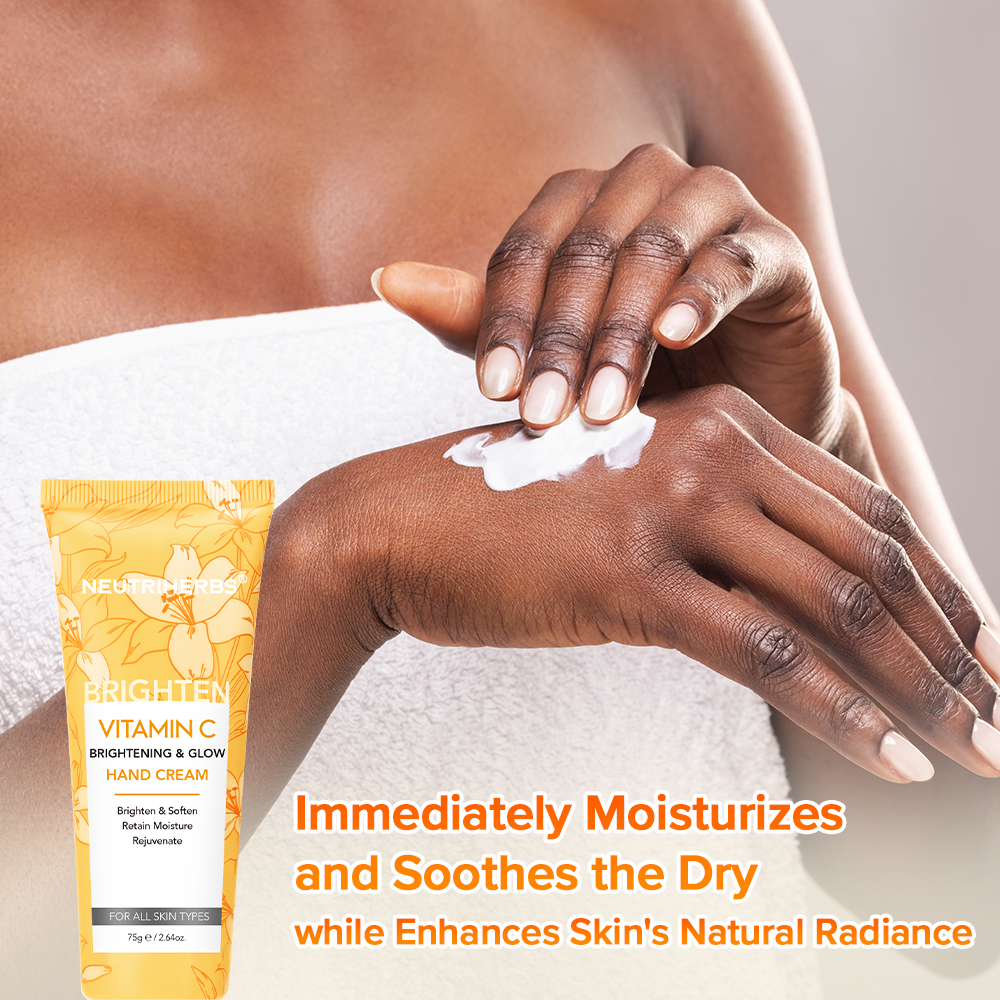 NEUTRIHERBS®
BRIGHTEN
VITAMIN C
BRIGHTENING & GLOW
HAND CREAM
Brighten & Soften
Retain Moisture
Rejuvenate
FOR ALL SKIN TYPES
75g ℮ / 2.64oz.
Immediately Moisturizes
and Soothes the Dry
while Enhances Skin's Natural Radiance